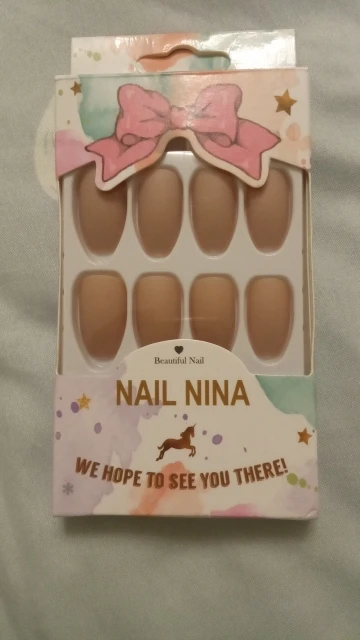 Beautiful Nail
NAIL NINA
WE HOPE TO SEE YOU THERE!